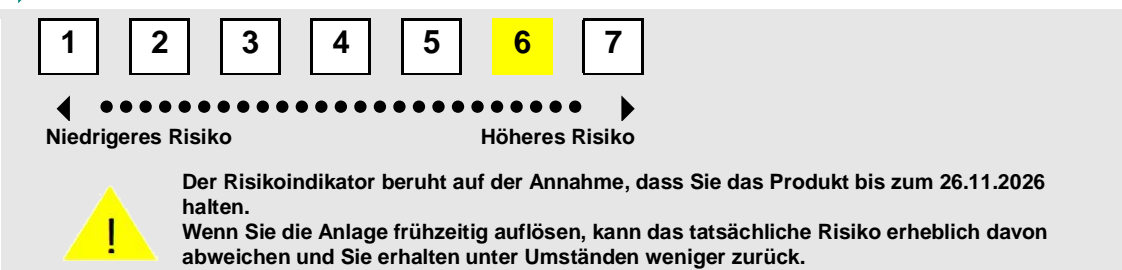 1 2 3 4 5 6 7
Niedrigeres Risiko Höheres Risiko
Der Risikoindikator beruht auf der Annahme, dass Sie das Produkt bis zum 26.11.2026
halten.
! Wenn Sie die Anlage frühzeitig auflösen, kann das tatsächliche Risiko erheblich davon
abweichen und Sie erhalten unter Umständen weniger zurück.